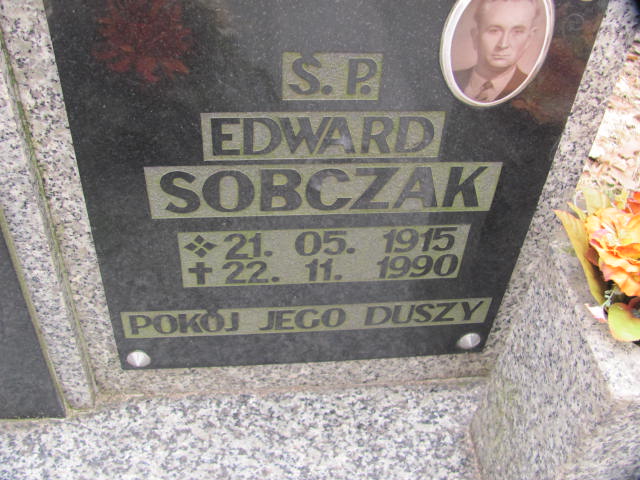 Ś. P.
EDWARD
SOBCZAK
21. 05. 1915
✝ 22. 11. 1990
POKÓJ JEGO DUSZY